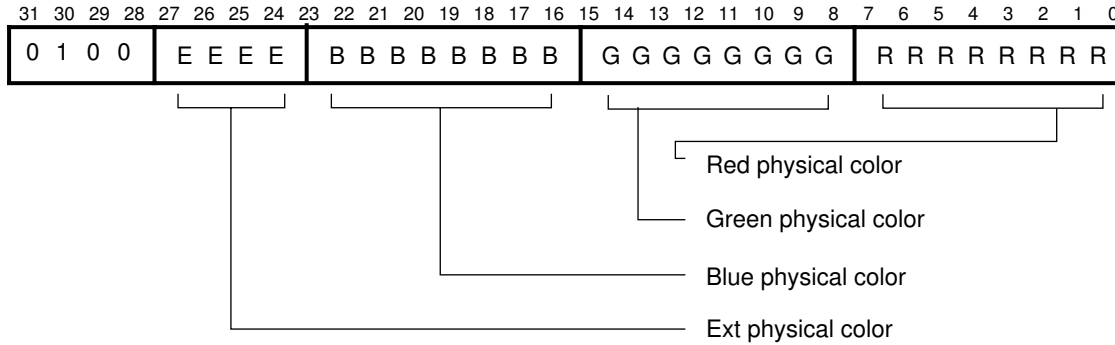 31 30 29 28 27 26 25 24 23 22 21 20 19 18 17 16 15 14 13 12 11 10 9 8 7 6 5 4 3 2 1 0
0 1 0 0 E E E E B B B B B B B B G G G G G G G G R R R R R R R R
Red physical color
Green physical color
Blue physical color
Ext physical color